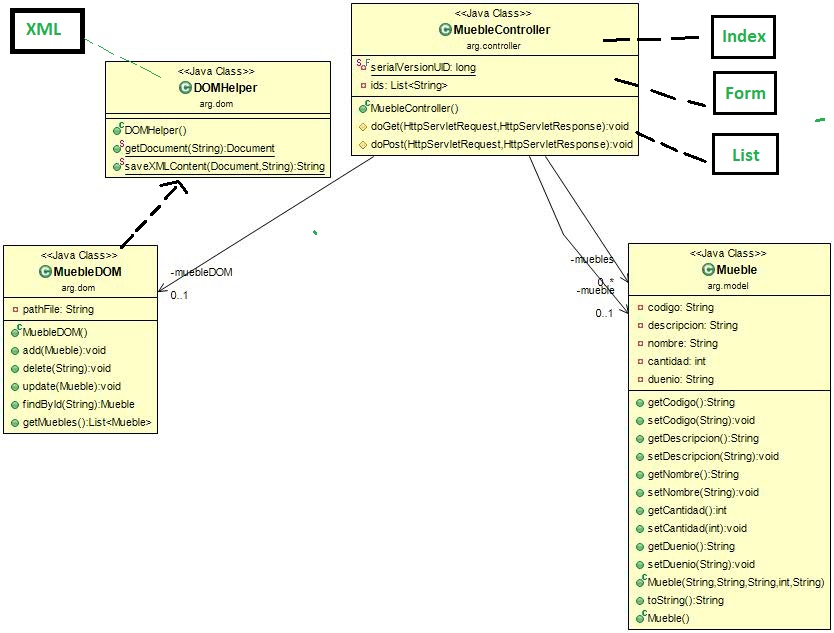 XML
<<Java Class>>
DOMHelper
arg.dom
DOMHelper()
getDocument(String):Document
saveXMLContent(Document,String):String
<<Java Class>>
MuebleController
arg.controller
serialVersionUID: long
ids: List<String>
MuebleController()
doGet(HttpServletRequest,HttpServletResponse):void
doPost(HttpServletRequest,HttpServletResponse):void
Index
Form
List
-muebleDOM
0..1
-muebles
0..*
-mueble
0..1
<<Java Class>>
MuebleDOM
arg.dom
pathFile: String
MuebleDOM()
add(Mueble):void
delete(String):void
update(Mueble):void
findById(String):Mueble
getMuebles():List<Mueble>
<<Java Class>>
Mueble
arg.model
codigo: String
descripcion: String
nombre: String
cantidad: int
duenio: String
getCodigo():String
setCodigo(String):void
getDescripcion():String
setDescripcion(String):void
getNombre():String
setNombre(String):void
getCantidad():int
setCantidad(int):void
getDuenio():String
setDuenio(String):void
Mueble(String,String,String,int,String)
toString():String
Mueble()